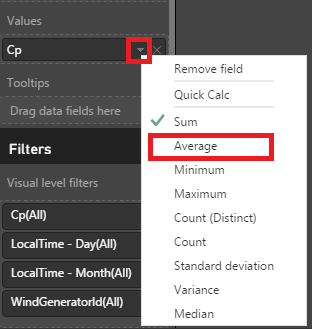 Values
Cp
Remove field
Quick Calc
Sum
Average
Minimum
Maximum
Count (Distinct)
Count
Standard deviation
Variance
Median
Tooltips
Drag data fields here
Filters
Visual level filters
Cp(All)
LocalTime - Day(All)
LocalTime - Month(All)
WindGeneratorId(All)